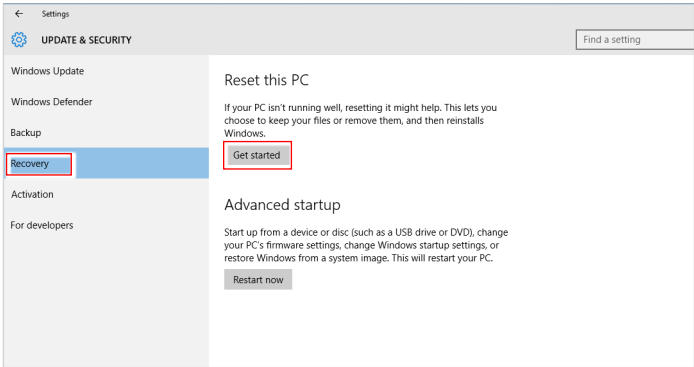 Settings
UPDATE & SECURITY
Find a setting
Windows Update
Windows Defender
Backup
Recovery
Activation
For developers
Reset this PC
If your PC isn't running well, resetting it might help. This lets you
choose to keep your files or remove them, and then reinstalls
Windows.
Get started
Advanced startup
Start up from a device or disc (such as a USB drive or DVD), change
your PC's firmware settings, change Windows startup settings, or
restore Windows from a system image. This will restart your PC.
Restart now